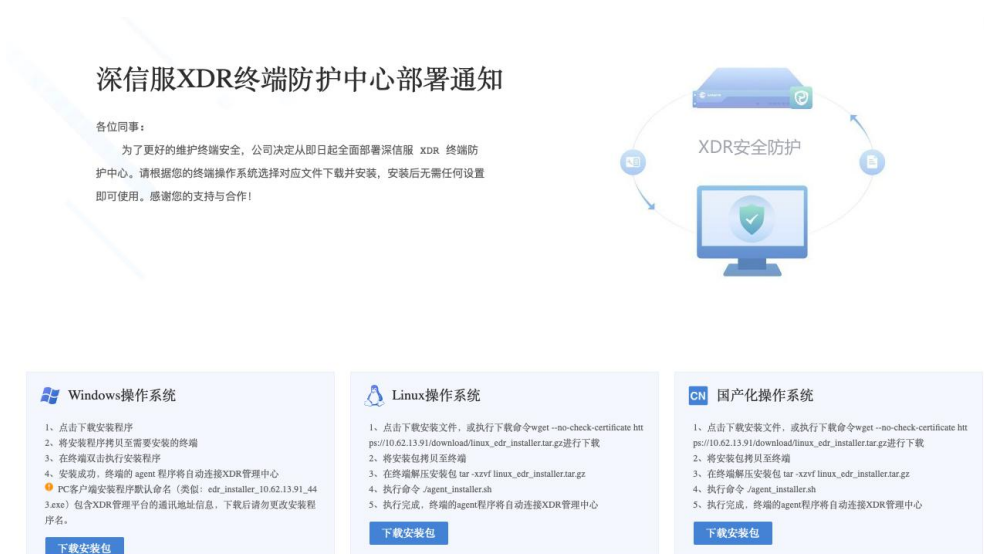 深信服XDR终端防护中心部署通知
各位同事：
为了更好的维护终端安全，公司决定从即日起全面部署深信服 XDR 终端防
护中心。请根据您的终端操作系统选择对应文件下载并安装，安装后无需任何设置
即可使用。感谢您的支持与合作！
XDR安全防护
Windows操作系统
1、点击下载安装程序
2、将安装程序拷贝至需要安装的终端
3、在终端双击执行安装程序
4、安装成功，终端的 agent 程序将自动连接XDR管理中心
PC客户端安装程序默认命名（类似：edr_installer_10.62.13.91_44
3.exe）包含XDR管理平台的通讯地址信息，下载后请勿更改安装程
序名。
下载安装包
Linux操作系统
1、点击下载安装文件，或执行下载命令wget --no-check-certificate htt
ps://10.62.13.91/download/linux_edr_installer.tar.gz进行下载
2、将安装包拷贝至终端
3、在终端解压安装包 tar -xzvf linux_edr_installer.tar.gz
4、执行命令 ./agent_installer.sh
5、执行完成，终端的agent程序将自动连接XDR管理中心
下载安装包
CN 国产化操作系统
1、点击下载安装文件，或执行下载命令wget --no-check-certificate htt
ps://10.62.13.91/download/linux_edr_installer.tar.gz进行下载
2、将安装包拷贝至终端
3、在终端解压安装包 tar -xzvf linux_edr_installer.tar.gz
4、执行命令 ./agent_installer.sh
5、执行完成，终端的agent程序将自动连接XDR管理中心
下载安装包